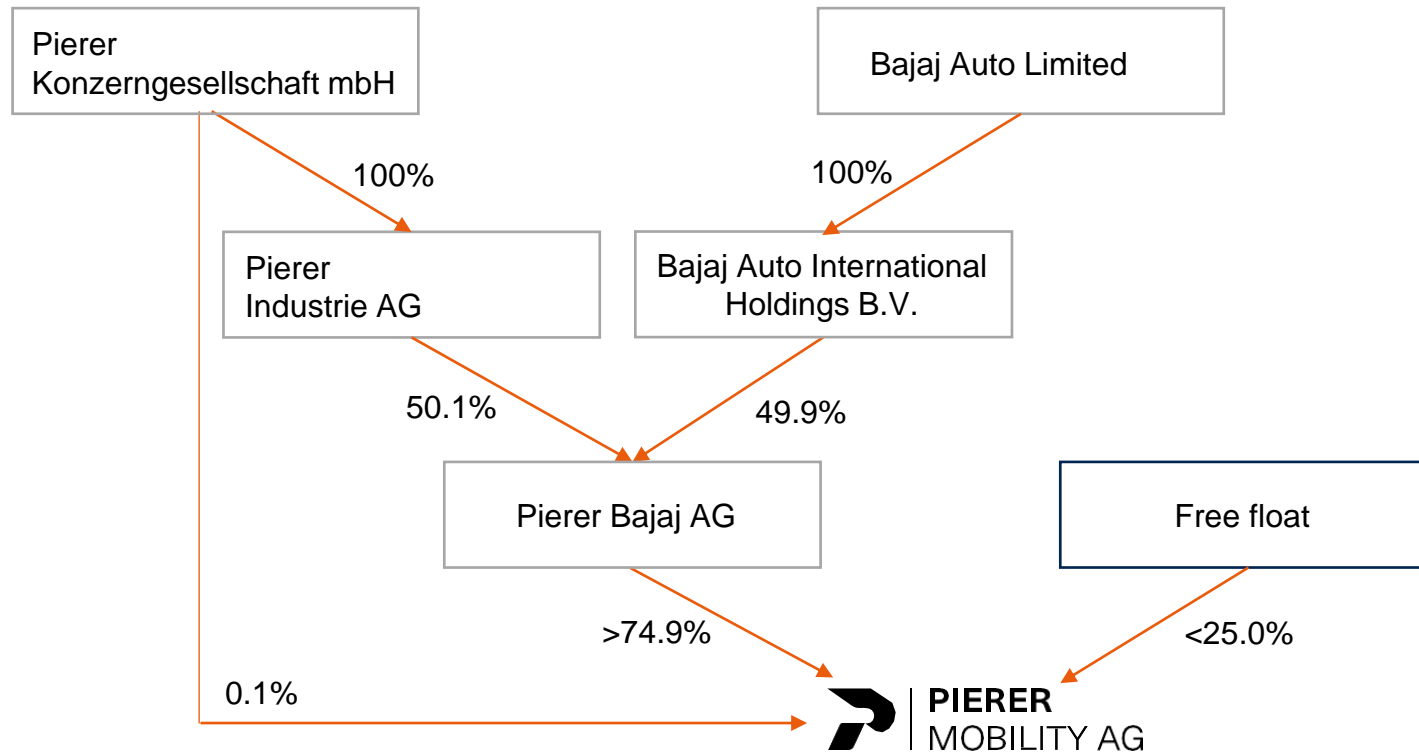 Pierer
Konzerngesellschaft mbH
Bajaj Auto Limited
100%
100%
Pierer
Industrie AG
Bajaj Auto International
Holdings B.V.
50.1%
49.9%
Pierer Bajaj AG
Free float
>74.9%
<25.0%
0.1%
PIERER
MOBILITY AG